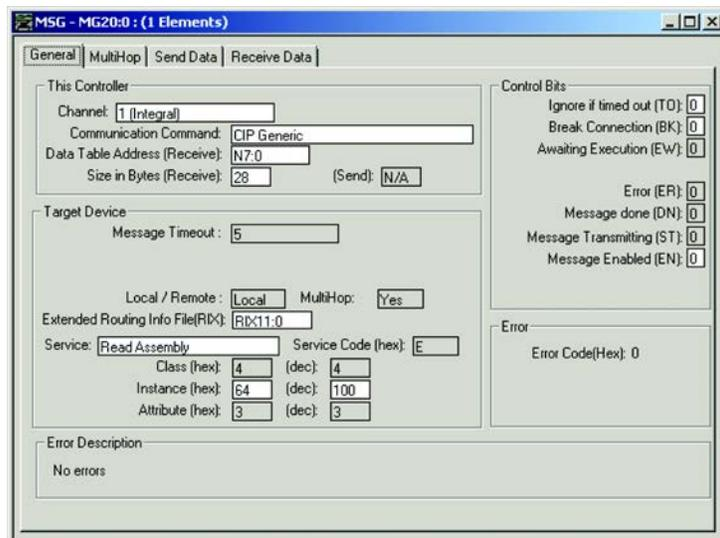 MSG - MG20:0 : (1 Elements)
General MultiHop Send Data Receive Data
This Controller
Channel: 1 (Integral)
Communication Command: CIP Generic
Data Table Address (Receive): N7:0
Size in Bytes (Receive): 28 (Send): N/A
Target Device
Message Timeout : 5
Local / Remote : Local MultiHop: Yes
Extended Routing Info File(RIX): RIX11:0
Service: Read Assembly Service Code (hex): E
Class (hex): 4 (dec): 4
Instance (hex): 64 (dec): 100
Attribute (hex): 3 (dec): 3
Control Bits
Ignore if timed out (TO): 0
Break Connection (BK): 0
Awaiting Execution (EW): 0
Error (ER): 0
Message done (DN): 0
Message Transmitting (ST): 0
Message Enabled (EN): 0
Error
Error Code(Hex): 0
Error Description
No errors